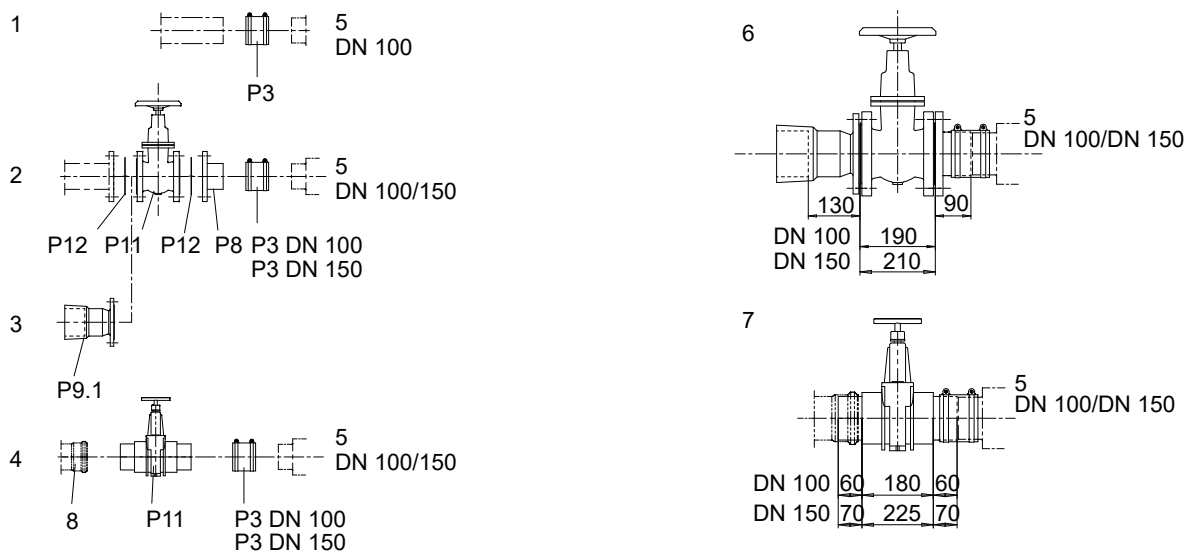 1
5
DN 100
P3
2
5
DN 100/150
P12 P11 P12 P8 P3 DN 100
P3 DN 150
3
P9.1
4
5
DN 100/150
8 P11 P3 DN 100
P3 DN 150
6
5
DN 100/DN 150
130 90
DN 100 190
DN 150 210
7
5
DN 100/DN 150
DN 100 60 180 60
DN 150 70 225 70